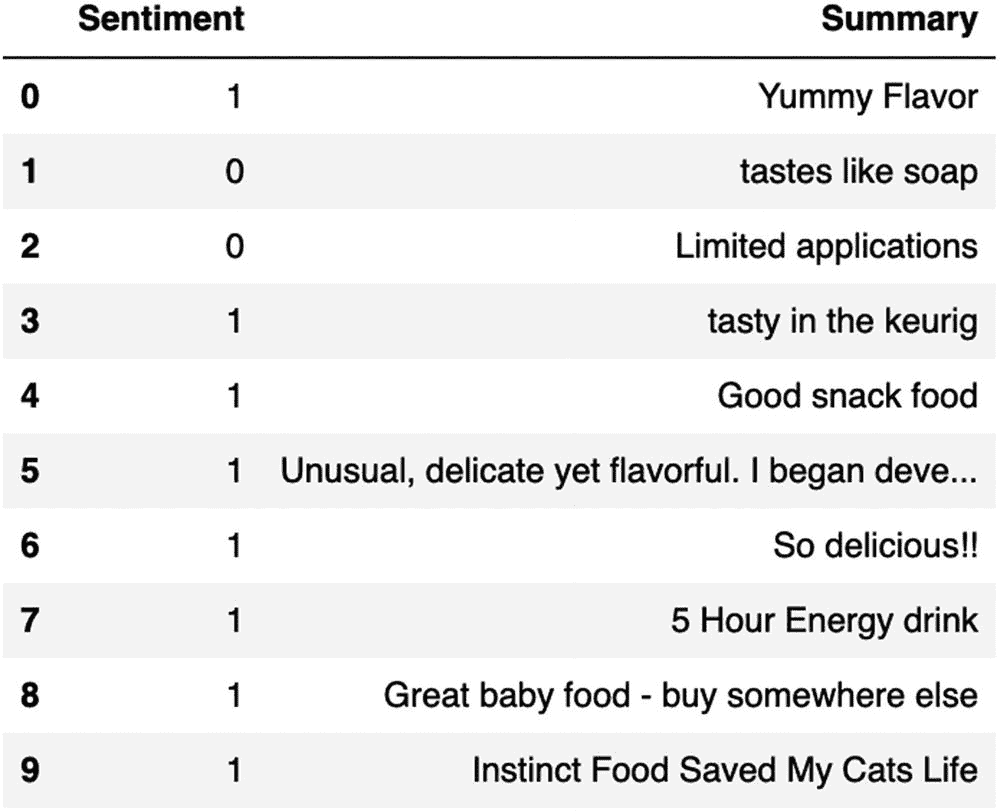 Sentiment Summary
0 1 Yummy Flavor
1 0 tastes like soap
2 0 Limited applications
3 1 tasty in the keurig
4 1 Good snack food
5 1 Unusual, delicate yet flavorful. I began deve...
6 1 So delicious!!
7 1 5 Hour Energy drink
8 1 Great baby food - buy somewhere else
9 1 Instinct Food Saved My Cats Life